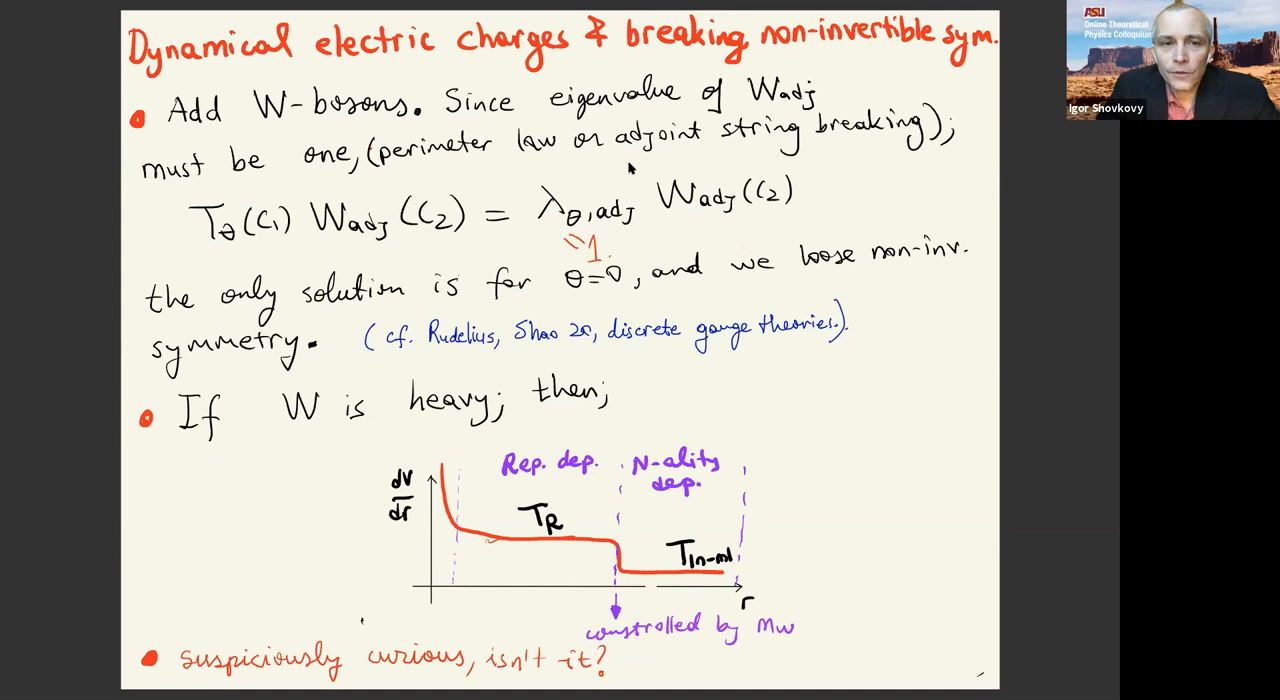 Dynamical electric charges & breaking non-invertible sym.
• Add W-bosons. Since eigenvalue of Wadj
must be one, (perimeter law or adjoint string breaking);
Tθ(C1) Wadj(C2) = λθ,adj Wadj(C2)
1.
the only solution is for θ=0, and we loose non-inv.
symmetry. (cf. Rudelius, Shao 20, discrete gauge theories.).
• If W is heavy; then;
Rep. dep. N-ality
dep.
dV
dr
TR
T|n-m|
r
controlled by MW
• suspiciously curious, isn't it?
ASU
Online Theoretical
Physics Colloquium
Igor Shovkovy